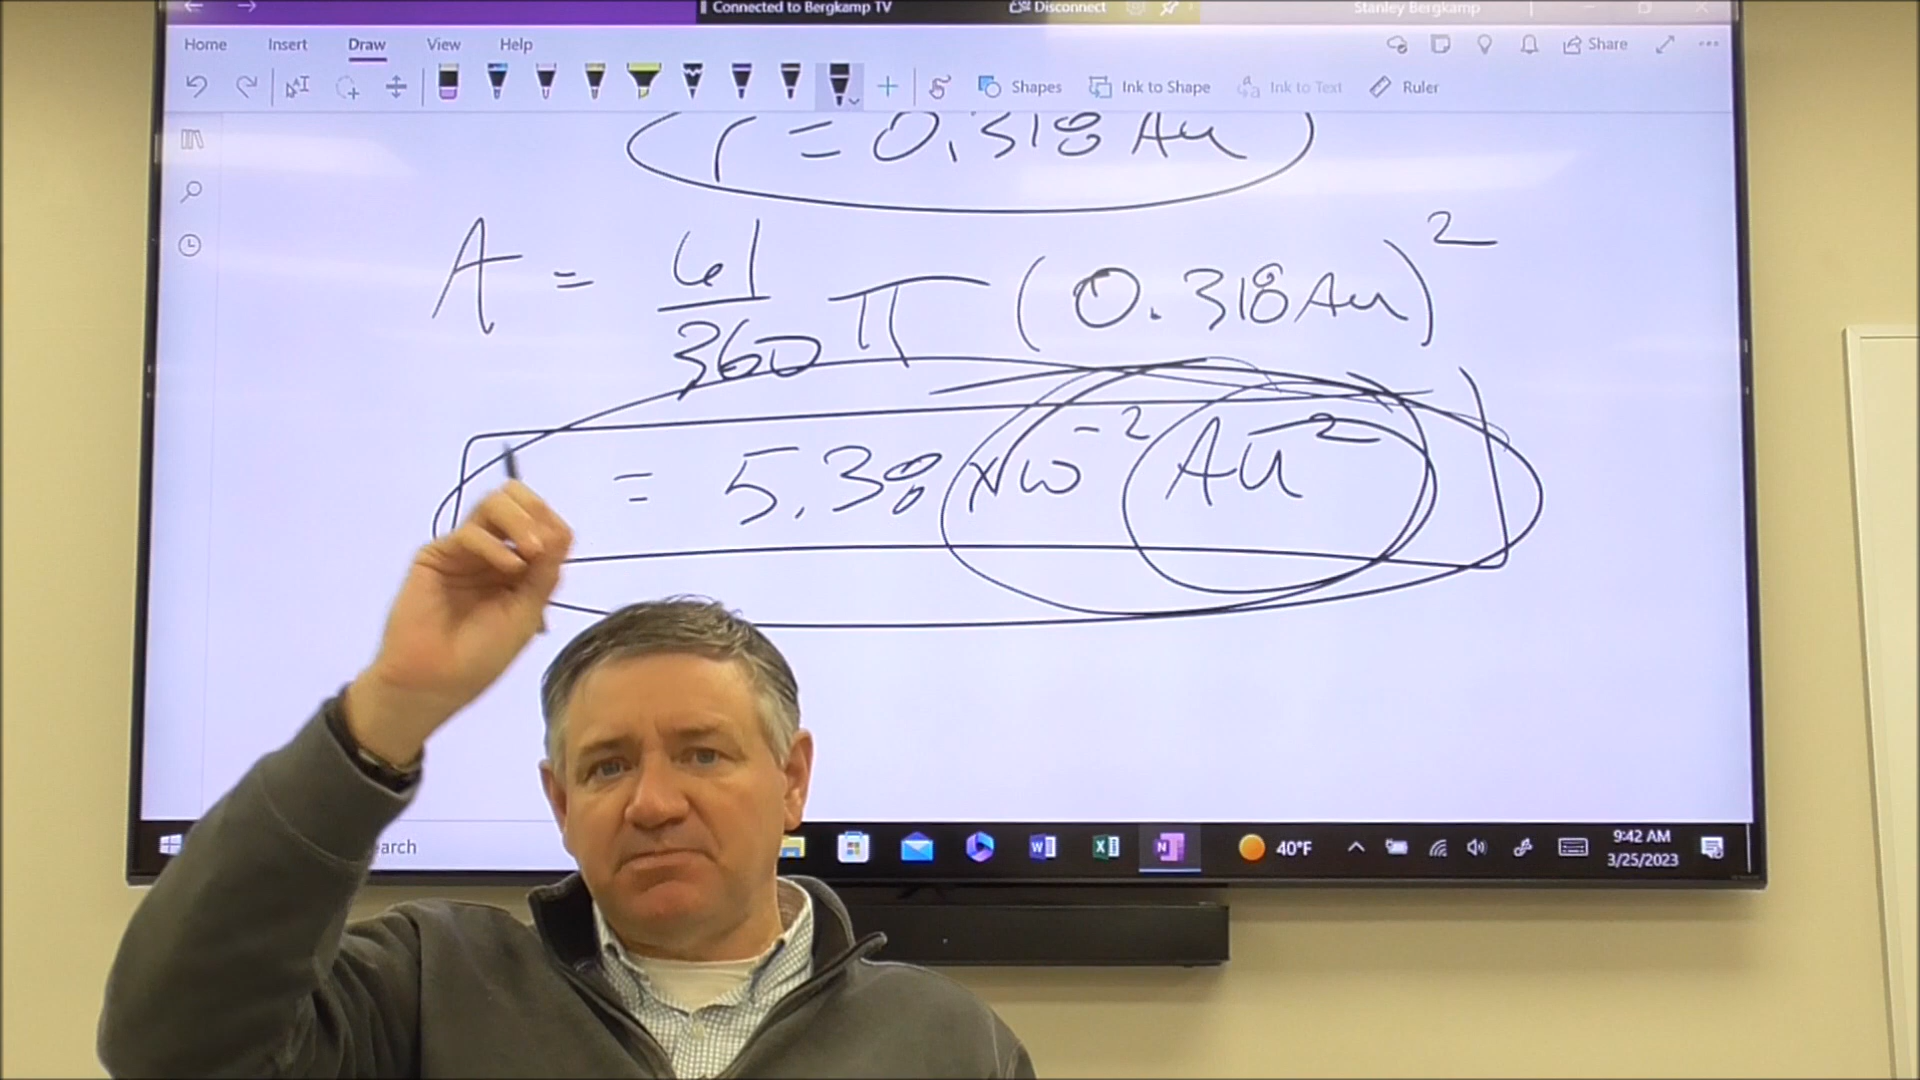 Connected to Bergkamp TV
Disconnect
Stanley Bergkamp
Home Insert Draw View Help
Share
Shapes Ink to Shape Ink to Text Ruler
r = 0.318 Au
A = 61/360 π (0.318 Au)²
= 5.38 x10⁻² Au²
earch
40°F
9:42 AM
3/25/2023